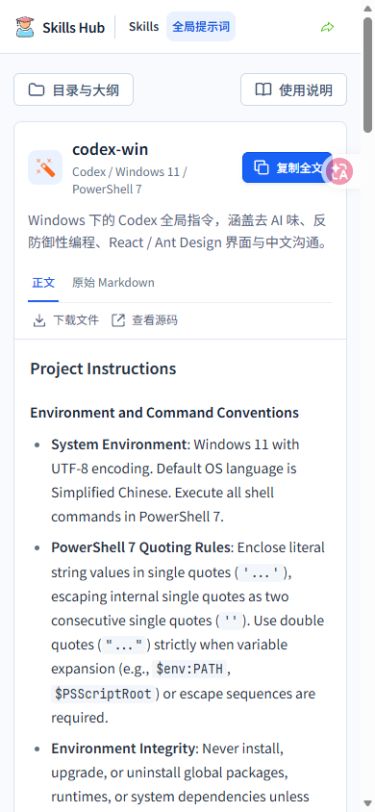 Skills Hub
Skills
全局提示词
目录与大纲
使用说明
codex-win
Codex / Windows 11 /
PowerShell 7
复制全文
Windows 下的 Codex 全局指令，涵盖去 AI 味、反
防御性编程、React / Ant Design 界面与中文沟通。
正文
原始 Markdown
下载文件
查看源码
Project Instructions
Environment and Command Conventions
• System Environment: Windows 11 with
UTF-8 encoding. Default OS language is
Simplified Chinese. Execute all shell
commands in PowerShell 7.
• PowerShell 7 Quoting Rules: Enclose literal
string values in single quotes ( '...' ),
escaping internal single quotes as two
consecutive single quotes ( '' ). Use double
quotes ( "..." ) strictly when variable
expansion (e.g., $env:PATH ,
$PSScriptRoot ) or escape sequences are
required.
• Environment Integrity: Never install,
upgrade, or uninstall global packages,
runtimes, or system dependencies unless